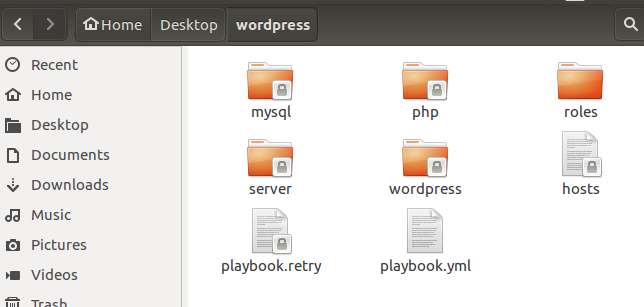 Home Desktop wordpress
Recent
Home
Desktop
Documents
Downloads
Music
Pictures
Videos
Trash
mysql php roles
server wordpress hosts
playbook.retry playbook.yml